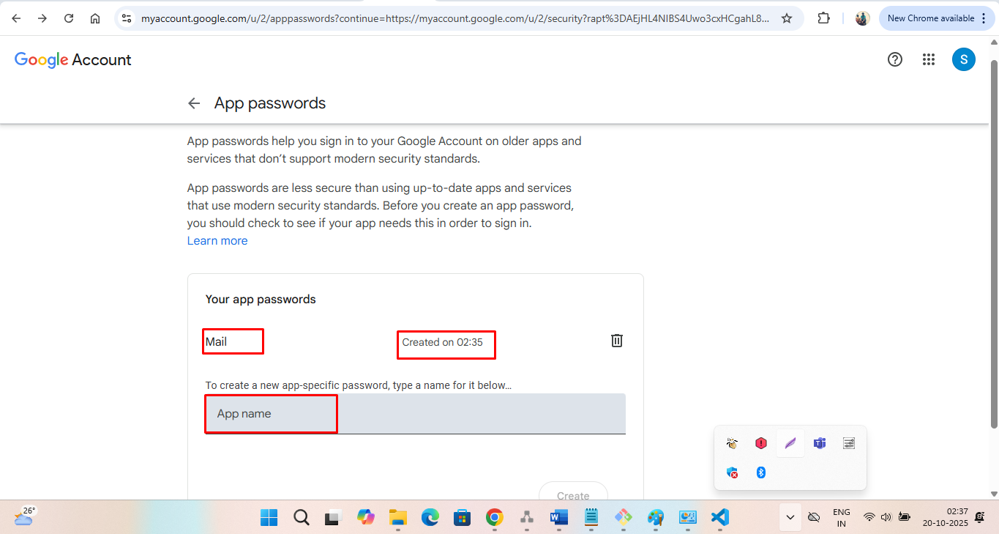 myaccount.google.com/u/2/apppasswords?continue=https://myaccount.google.com/u/2/security?rapt%3DAEjHL4NIBS4Uwo3cxHCgahL8...
New Chrome available
Google Account
S
App passwords
App passwords help you sign in to your Google Account on older apps and
services that don’t support modern security standards.
App passwords are less secure than using up-to-date apps and services
that use modern security standards. Before you create an app password,
you should check to see if your app needs this in order to sign in.
Learn more
Your app passwords
Mail
Created on 02:35
To create a new app-specific password, type a name for it below...
App name
Create
26°
ENG
IN
02:37
20-10-2025